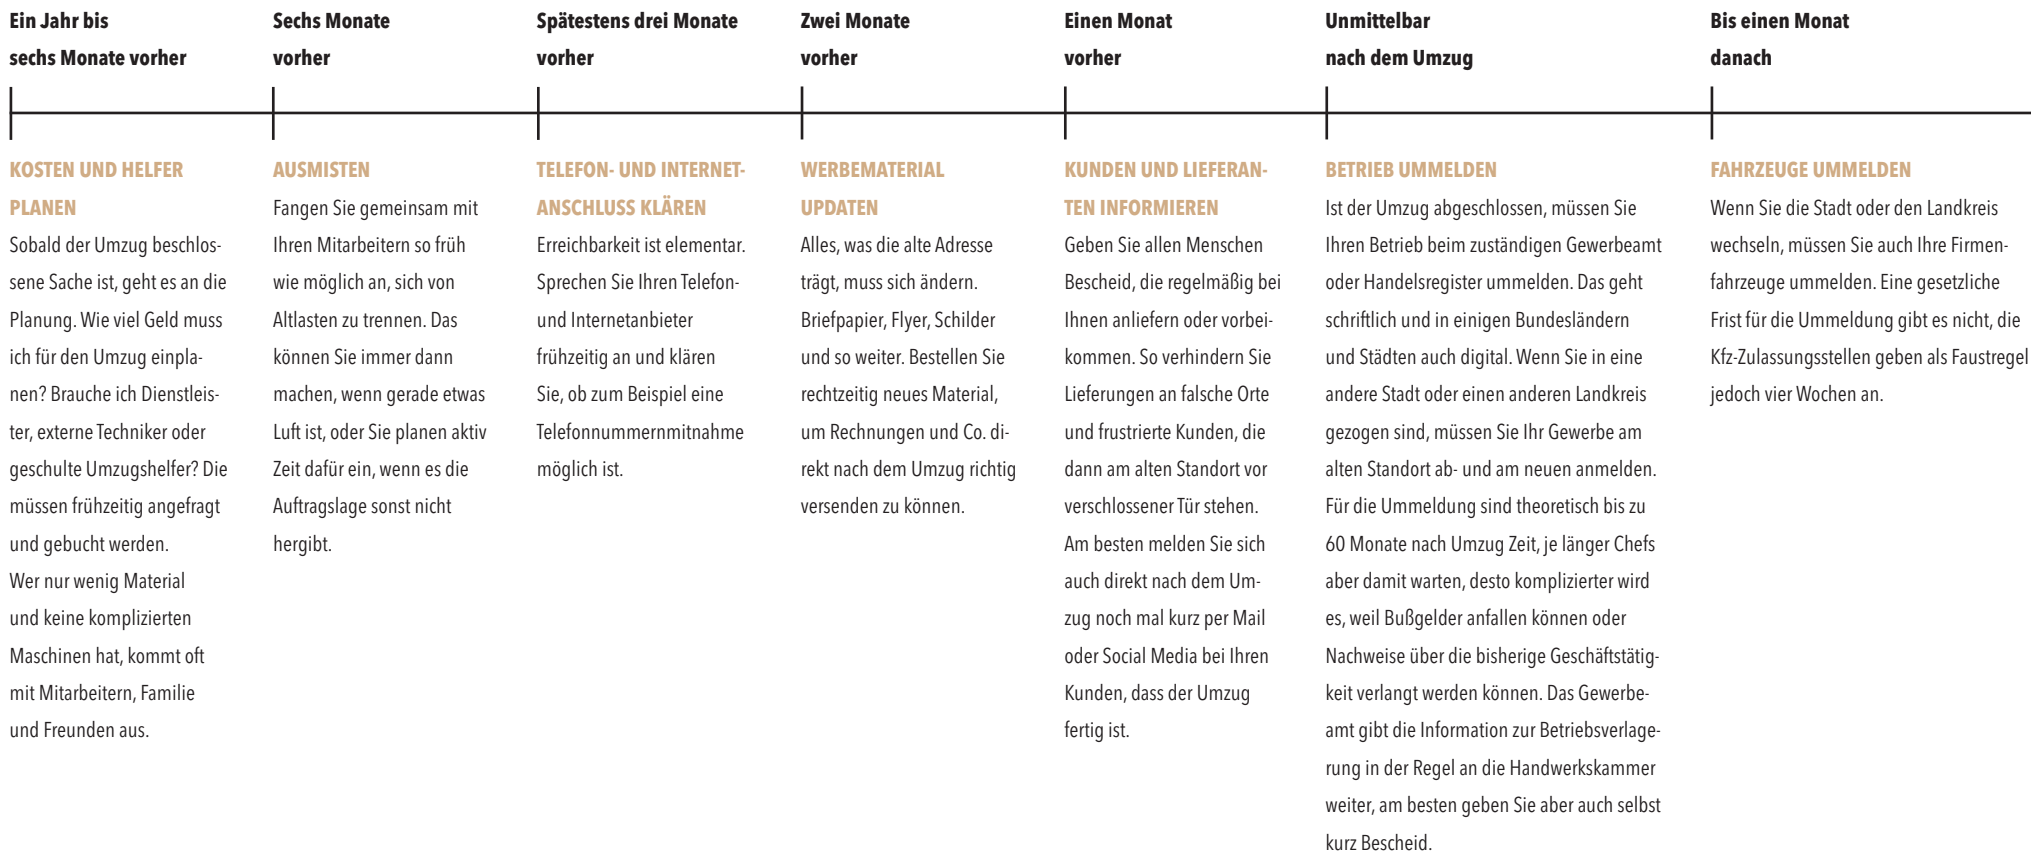 Ein Jahr bis
sechs Monate vorher
KOSTEN UND HELFER
PLANEN
Sobald der Umzug beschlos-
sene Sache ist, geht es an die
Planung. Wie viel Geld muss
ich für den Umzug einpla-
nen? Brauche ich Dienstleis-
ter, externe Techniker oder
geschulte Umzugshelfer? Die
müssen frühzeitig angefragt
und gebucht werden.
Wer nur wenig Material
und keine komplizierten
Maschinen hat, kommt oft
mit Mitarbeitern, Familie
und Freunden aus.
Sechs Monate
vorher
AUSMISTEN
Fangen Sie gemeinsam mit
Ihren Mitarbeitern so früh
wie möglich an, sich von
Altlasten zu trennen. Das
können Sie immer dann
machen, wenn gerade etwas
Luft ist, oder Sie planen aktiv
Zeit dafür ein, wenn es die
Auftragslage sonst nicht
hergibt.
Spätestens drei Monate
vorher
TELEFON- UND INTERNET-
ANSCHLUSS KLÄREN
Erreichbarkeit ist elementar.
Sprechen Sie Ihren Telefon-
und Internetanbieter
frühzeitig an und klären
Sie, ob zum Beispiel eine
Telefonnummernmitnahme
möglich ist.
Zwei Monate
vorher
WERBEMATERIAL
UPDATEN
Alles, was die alte Adresse
trägt, muss sich ändern.
Briefpapier, Flyer, Schilder
und so weiter. Bestellen Sie
rechtzeitig neues Material,
um Rechnungen und Co. di-
rekt nach dem Umzug richtig
versenden zu können.
Einen Monat
vorher
KUNDEN UND LIEFERAN-
TEN INFORMIEREN
Geben Sie allen Menschen
Bescheid, die regelmäßig bei
Ihnen anliefern oder vorbei-
kommen. So verhindern Sie
Lieferungen an falsche Orte
und frustrierte Kunden, die
dann am alten Standort vor
verschlossener Tür stehen.
Am besten melden Sie sich
auch direkt nach dem Um-
zug noch mal kurz per Mail
oder Social Media bei Ihren
Kunden, dass der Umzug
fertig ist.
Unmittelbar
nach dem Umzug
BETRIEB UMMELDEN
Ist der Umzug abgeschlossen, müssen Sie
Ihren Betrieb beim zuständigen Gewerbeamt
oder Handelsregister ummelden. Das geht
schriftlich und in einigen Bundesländern
und Städten auch digital. Wenn Sie in eine
andere Stadt oder einen anderen Landkreis
gezogen sind, müssen Sie Ihr Gewerbe am
alten Standort ab- und am neuen anmelden.
Für die Ummeldung sind theoretisch bis zu
60 Monate nach Umzug Zeit, je länger Chefs
aber damit warten, desto komplizierter wird
es, weil Bußgelder anfallen können oder
Nachweise über die bisherige Geschäftstätig-
keit verlangt werden können. Das Gewerbe-
amt gibt die Information zur Betriebsverlage-
rung in der Regel an die Handwerkskammer
weiter, am besten geben Sie aber auch selbst
kurz Bescheid.
Bis einen Monat
danach
FAHRZEUGE UMMELDEN
Wenn Sie die Stadt oder den Landkreis
wechseln, müssen Sie auch Ihre Firmen-
fahrzeuge ummelden. Eine gesetzliche
Frist für die Ummeldung gibt es nicht, die
Kfz-Zulassungsstellen geben als Faustregel
jedoch vier Wochen an.